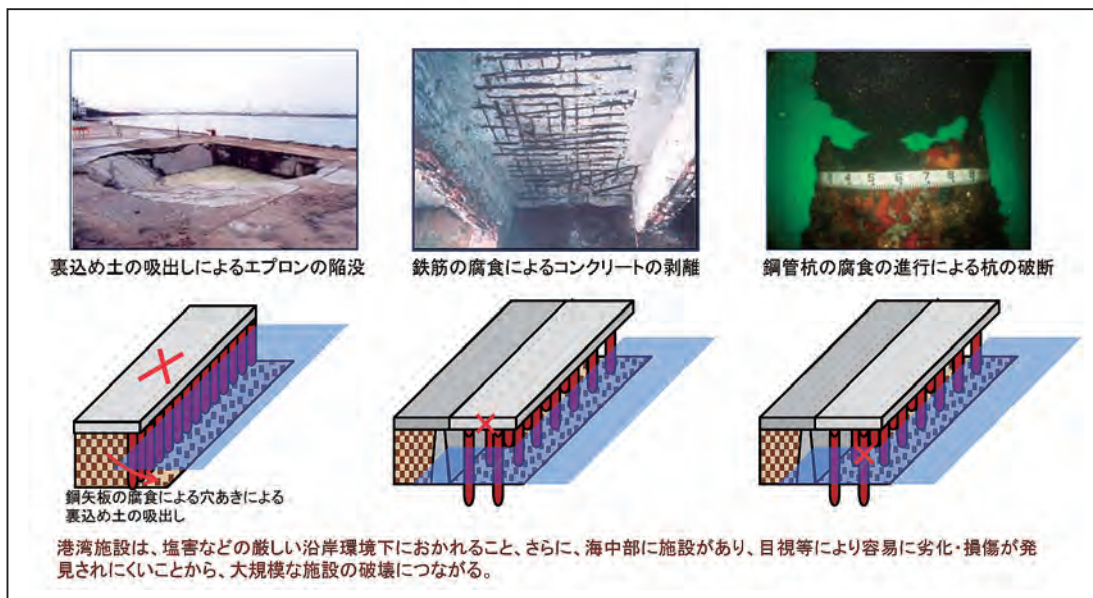 裏込め土の吸出しによるエプロンの陥没
鉄筋の腐食によるコンクリートの剥離
4 5 6 7 8 9
鋼管杭の腐食の進行による杭の破断
鋼矢板の腐食による穴あきによる
裏込め土の吸出し
港湾施設は、塩害などの厳しい沿岸環境下におかれること、さらに、海中部に施設があり、目視等により容易に劣化・損傷が発
見されにくいことから、大規模な施設の破壊につながる。